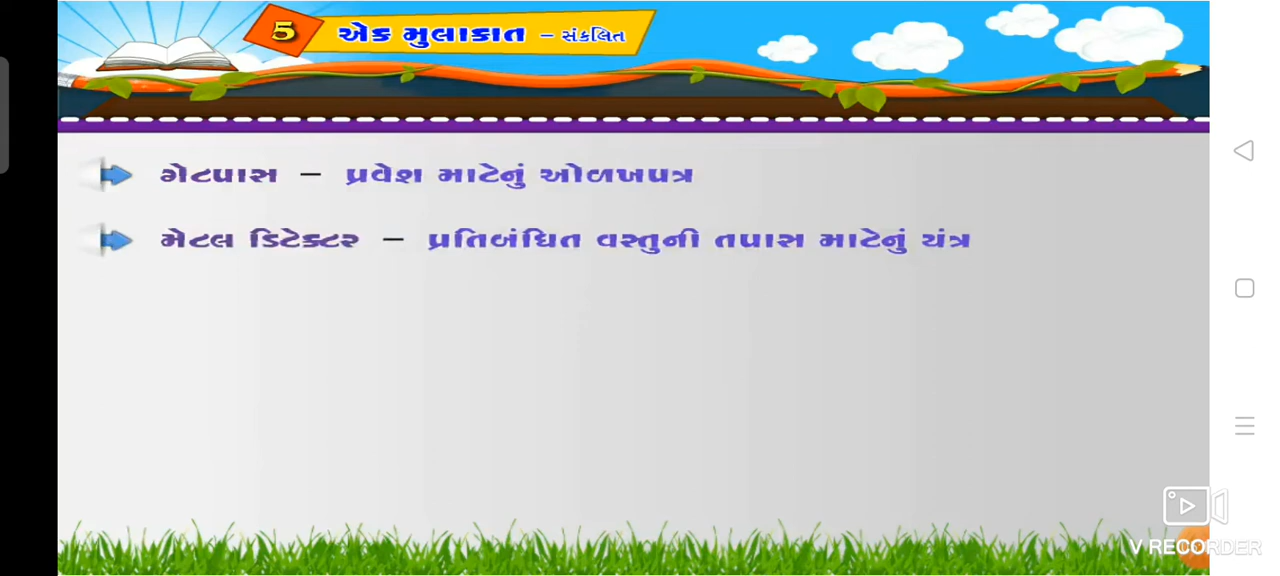 5 એક મુલાકાત – સંકલિત
ગેટપાસ – પ્રવેશ માટેનું ઓળખપત્ર
મેટલ ડિટેક્ટર – પ્રતિબંધિત વસ્તુની તપાસ માટેનું યંત્ર
V RECORDER